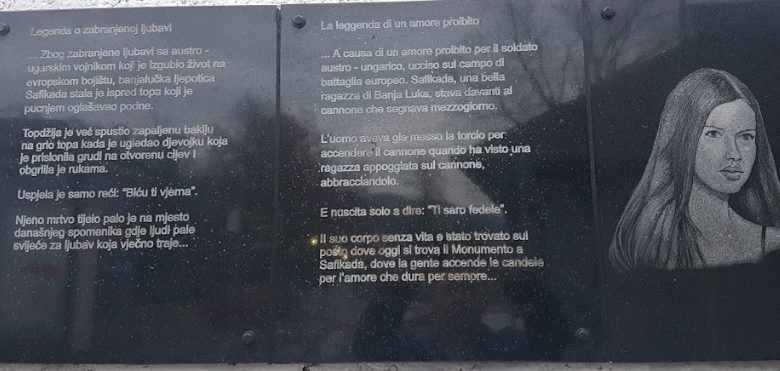 Legenda o zabranjenoj ljubavi
... Zbog zabranjene ljubavi sa austro -
ugarskim vojnikom koji je izgubio život na
evropskom bojištu, banjalučka ljepotica
Safikada stala je ispred topa koji je
pucnjem oglašavao podne.
Topdžija je već spustio zapaljenu bakiju
na grlo topa kada je ugledao djevojku koja
je prislonila grudi na otvorenu cijev i
obgrlila je rukama.
Uspjela je samo reći: "Biću ti vjerna".
Njeno mrtvo tijelo palo je na mjesto
današnjeg spomenika gdje ljudi pale
svijeće za ljubav koja vječno traje...
La leggenda di un amore proibito
... A causa di un amore proibito per il soldato
austro - ungarico, ucciso sul campo di
battaglia europeo. Safikada, una bella
ragazza di Banja Luka, stava davanti al
cannone che segnava mezzogiorno.
L'uomo aveva gia messo la torcio per
accendere il cannone quando ha visto una
ragazza appoggiata sul cannone,
abbracciandolo.
E nuscita solo a dire: "Ti saro fedele".
Il suo corpo senza vita e stato trovato sul
posto dove oggi si trova il Monumento a
Safikada, dove la gente accende le candele
per l'amore che dura per sempre...